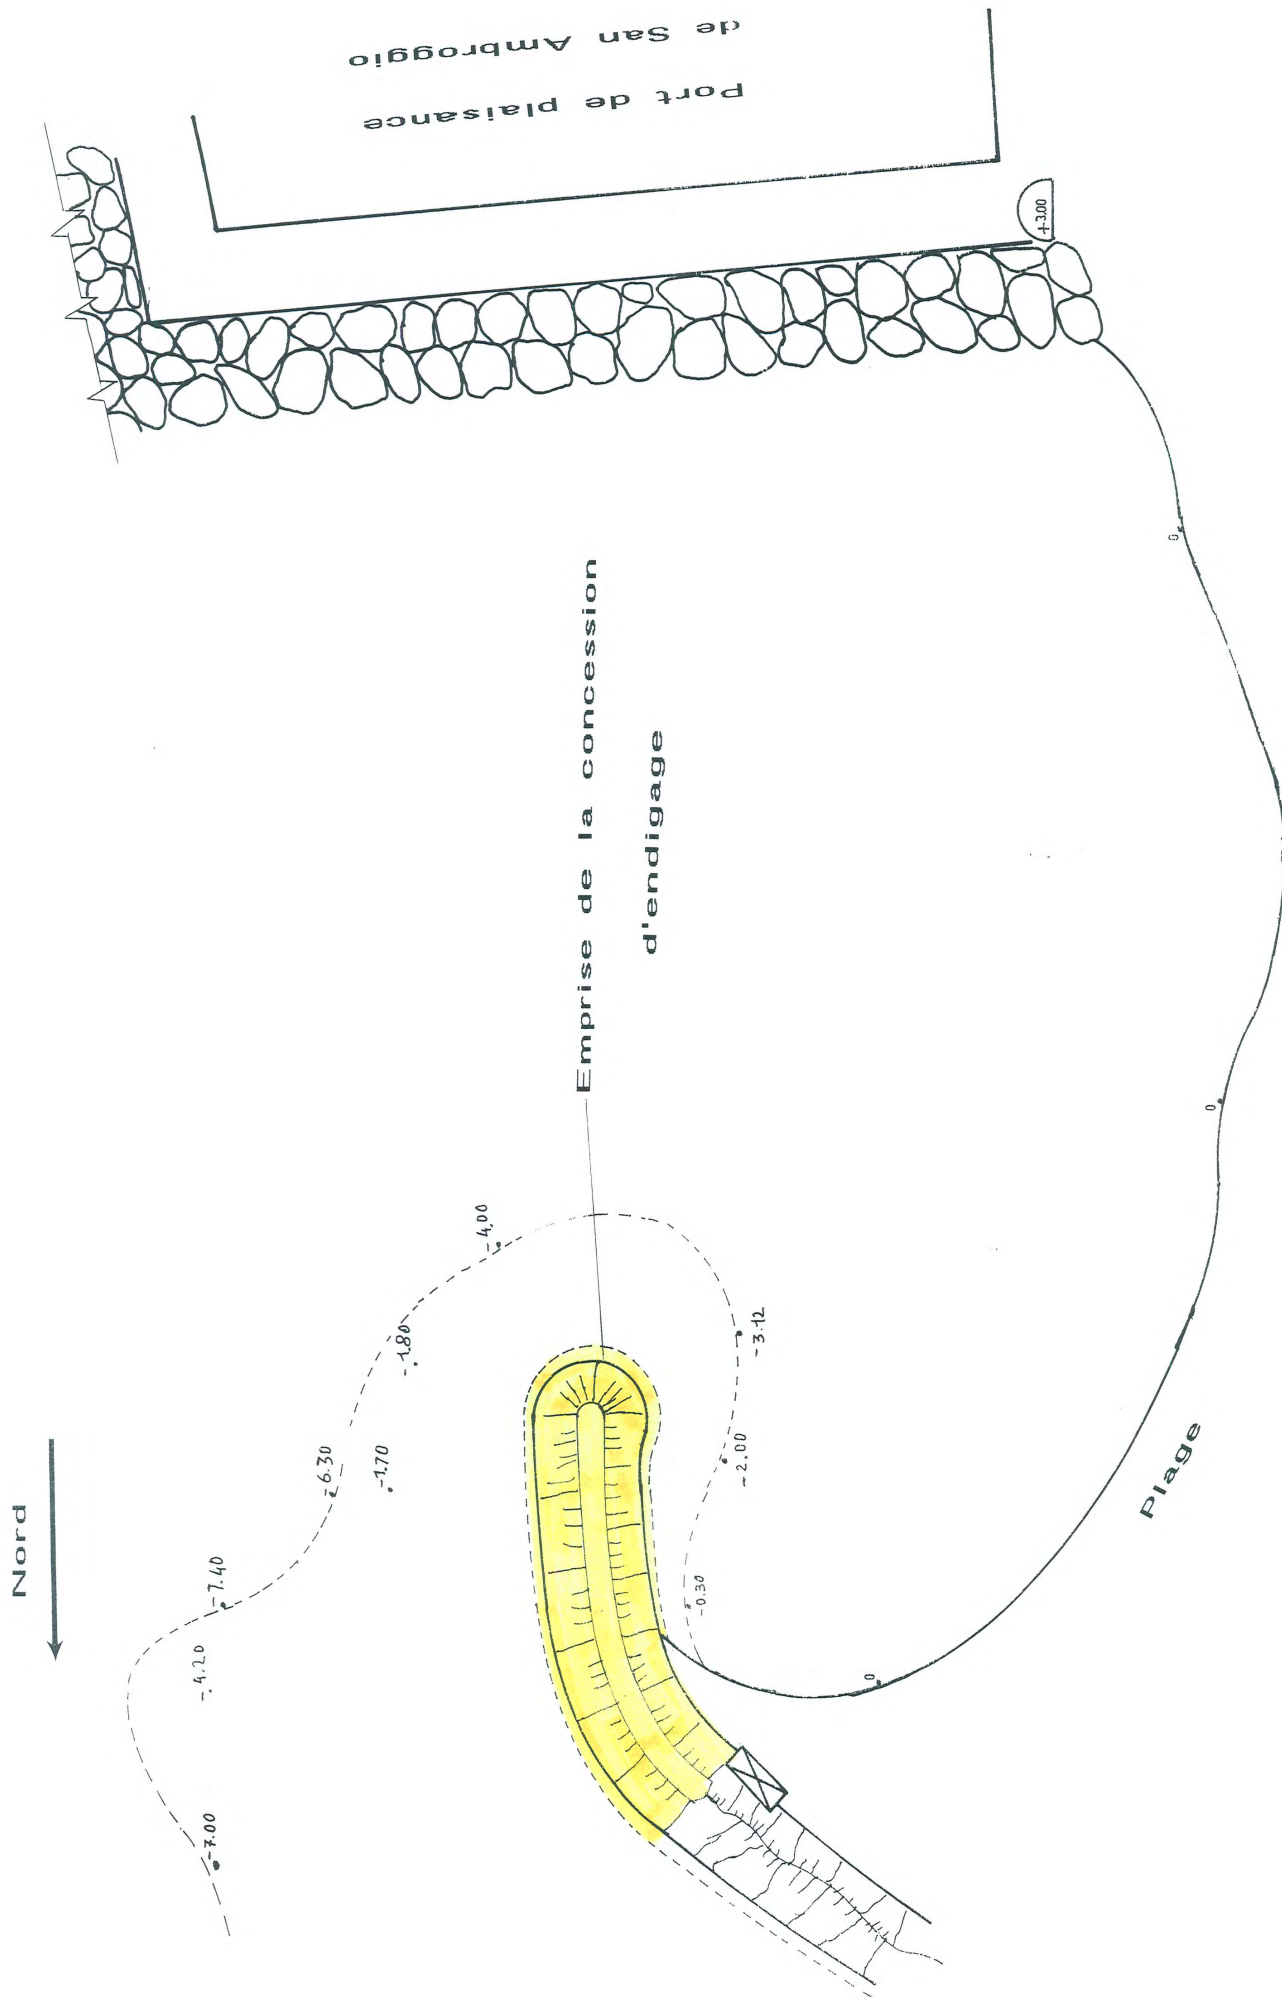 Port de plaisance
de San Ambroggio
+3.00
0
Emprise de la concession
d'endigage
0
-4,00
-1.80
-3.12
-6.30
-1.70
-2.00
Nord
-7.40
-0.30
Plage
-4.20
0
-7.00